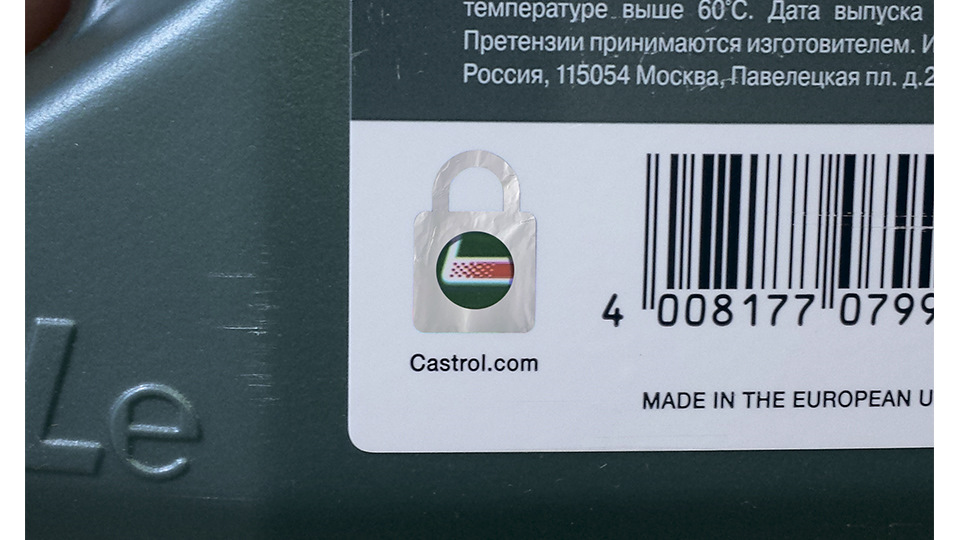 температуре выше 60°C. Дата выпуска
Претензии принимаются изготовителем.
Россия, 115054 Москва, Павелецкая пл. д.2
Castrol.com
4 008177 0799
MADE IN THE EUROPEAN U
Le